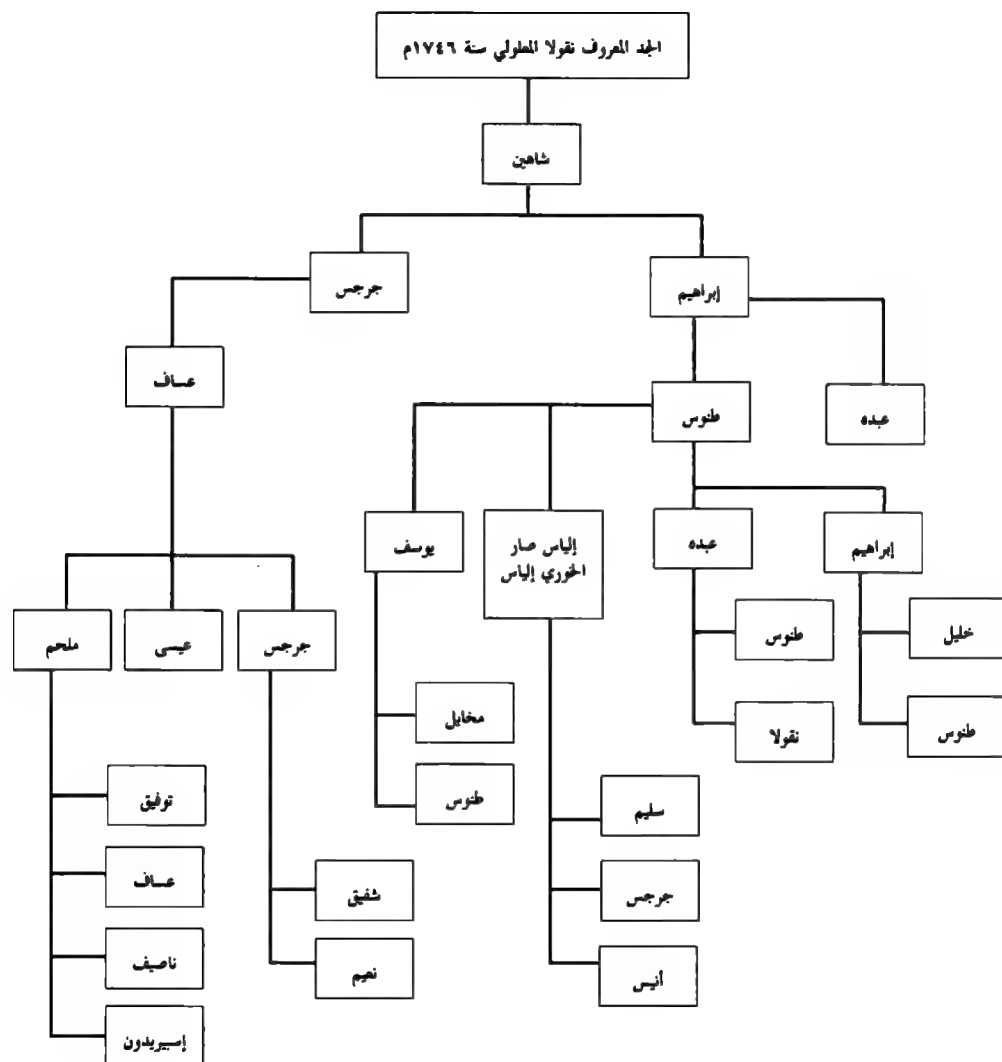 الجد المعروف نقولا المعلولي سنة ١٧٤٦م
شاهين
إبراهيم
جرجس
عساف
طنوس
عبده
إبراهيم
عبده
إلياس صار
الخوري إلياس
يوسف
خليل
طنوس
جرجس
عيسى
ملحم
طنوس
نقولا
مخايل
طنوس
سليم
جرجس
أنيس
شفيق
نعيم
توفيق
عساف
ناصيف
إسبيريدون